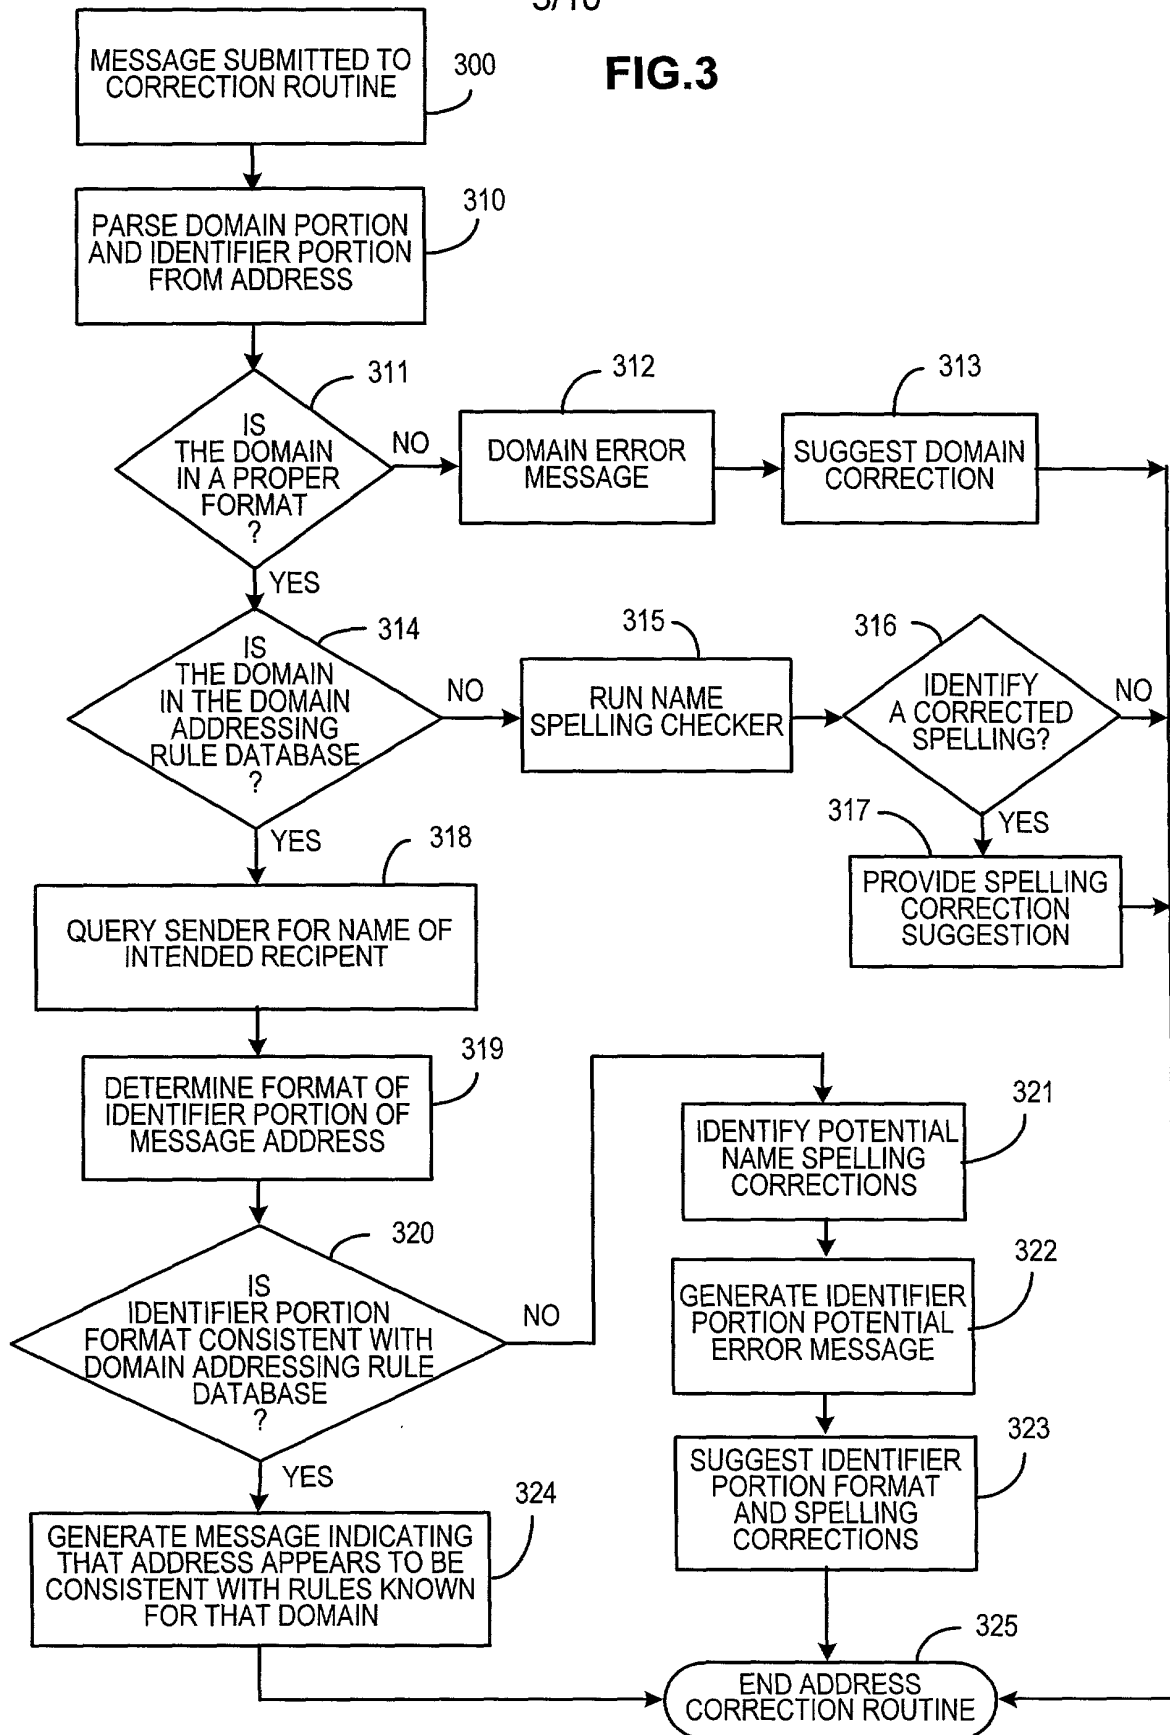 3/10
FIG.3
MESSAGE SUBMITTED TO
CORRECTION ROUTINE
300
PARSE DOMAIN PORTION
AND IDENTIFIER PORTION
FROM ADDRESS
310
IS
THE DOMAIN
IN A PROPER
FORMAT
?
311
NO
DOMAIN ERROR
MESSAGE
312
SUGGEST DOMAIN
CORRECTION
313
YES
IS
THE DOMAIN
IN THE DOMAIN
ADDRESSING
RULE DATABASE
?
314
NO
RUN NAME
SPELLING CHECKER
315
IDENTIFY
A CORRECTED
SPELLING?
316
NO
YES
PROVIDE SPELLING
CORRECTION
SUGGESTION
317
YES
QUERY SENDER FOR NAME OF
INTENDED RECIPENT
318
DETERMINE FORMAT OF
IDENTIFIER PORTION OF
MESSAGE ADDRESS
319
IS
IDENTIFIER PORTION
FORMAT CONSISTENT WITH
DOMAIN ADDRESSING RULE
DATABASE
?
320
NO
IDENTIFY POTENTIAL
NAME SPELLING
CORRECTIONS
321
GENERATE IDENTIFIER
PORTION POTENTIAL
ERROR MESSAGE
322
SUGGEST IDENTIFIER
PORTION FORMAT
AND SPELLING
CORRECTIONS
323
YES
GENERATE MESSAGE INDICATING
THAT ADDRESS APPEARS TO BE
CONSISTENT WITH RULES KNOWN
FOR THAT DOMAIN
324
END ADDRESS
CORRECTION ROUTINE
325